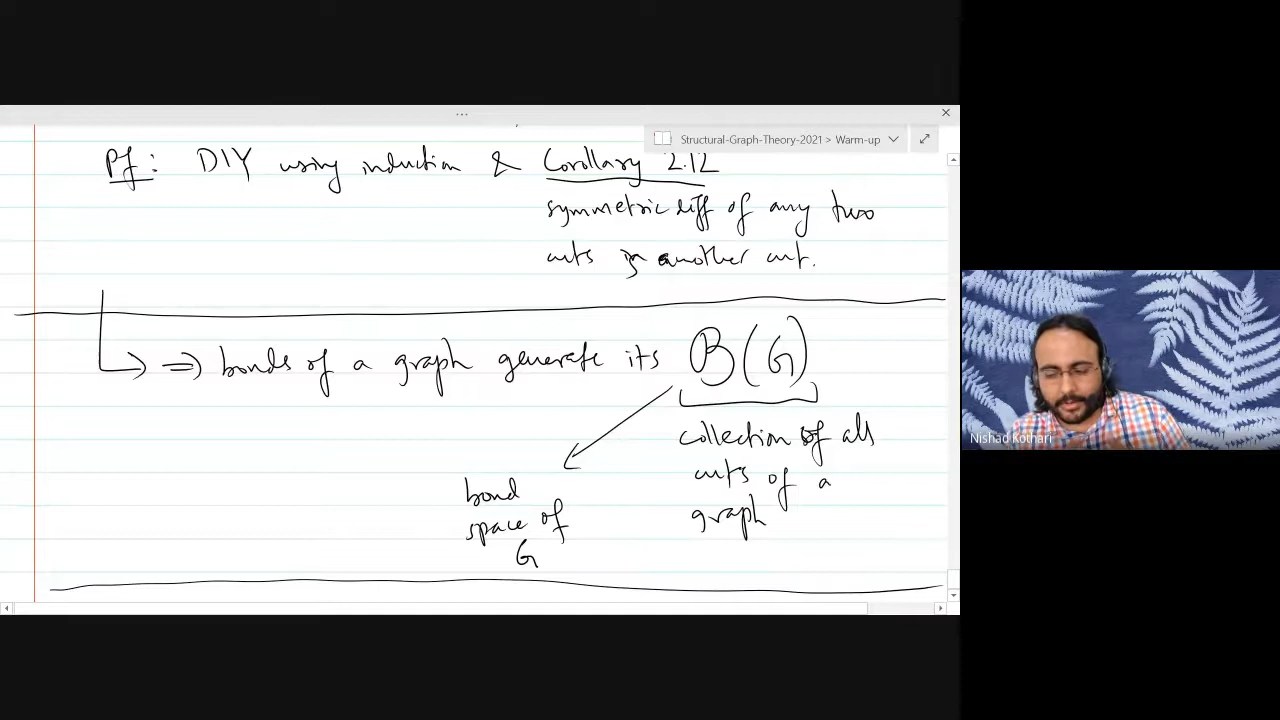 Structural-Graph-Theory-2021 > Warm-up
Pf: DIY using induction & Corollary 2.12
symmetric diff of any two
cuts is another cut.
⇒ bonds of a graph generate its B(G)
collection of all
cuts of a
graph
bond
space of
G
Nishad Kothari